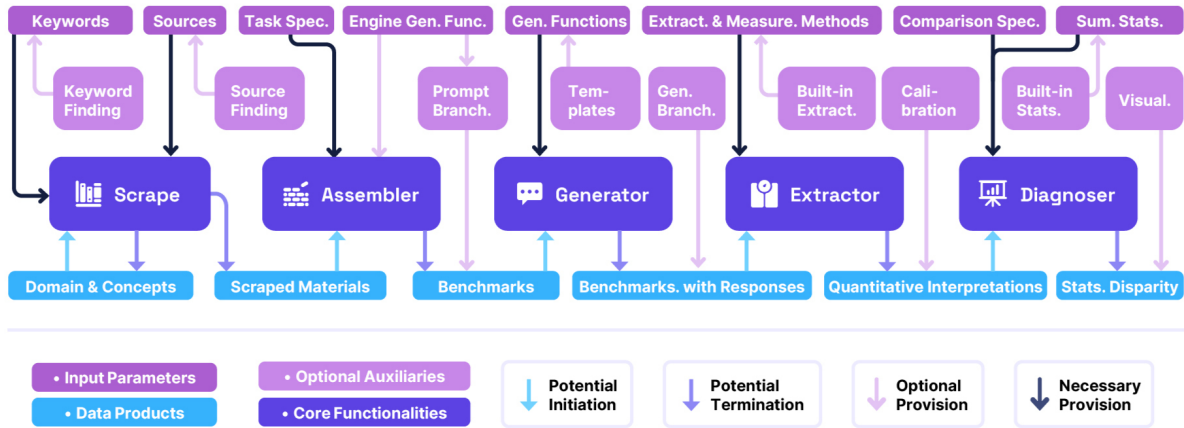 Keywords
Sources
Task Spec.
Engine Gen. Func.
Gen. Functions
Extract. & Measure. Methods
Comparison Spec.
Sum. Stats.
Keyword
Finding
Source
Finding
Prompt
Branch.
Tem-
plates
Gen.
Branch.
Built-in
Extract.
Cali-
bration
Built-in
Stats.
Visual.
Scrape
Assembler
Generator
Extractor
Diagnoser
Domain & Concepts
Scraped Materials
Benchmarks
Benchmarks. with Responses
Quantitative Interpretations
Stats. Disparity
• Input Parameters
• Optional Auxiliaries
• Data Products
• Core Functionalities
Potential
Initiation
Potential
Termination
Optional
Provision
Necessary
Provision